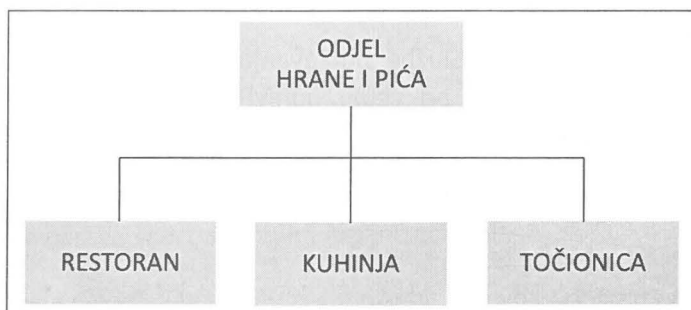 ODJEL
HRANE I PIĆA
RESTORAN
KUHINJA
TOČIONICA